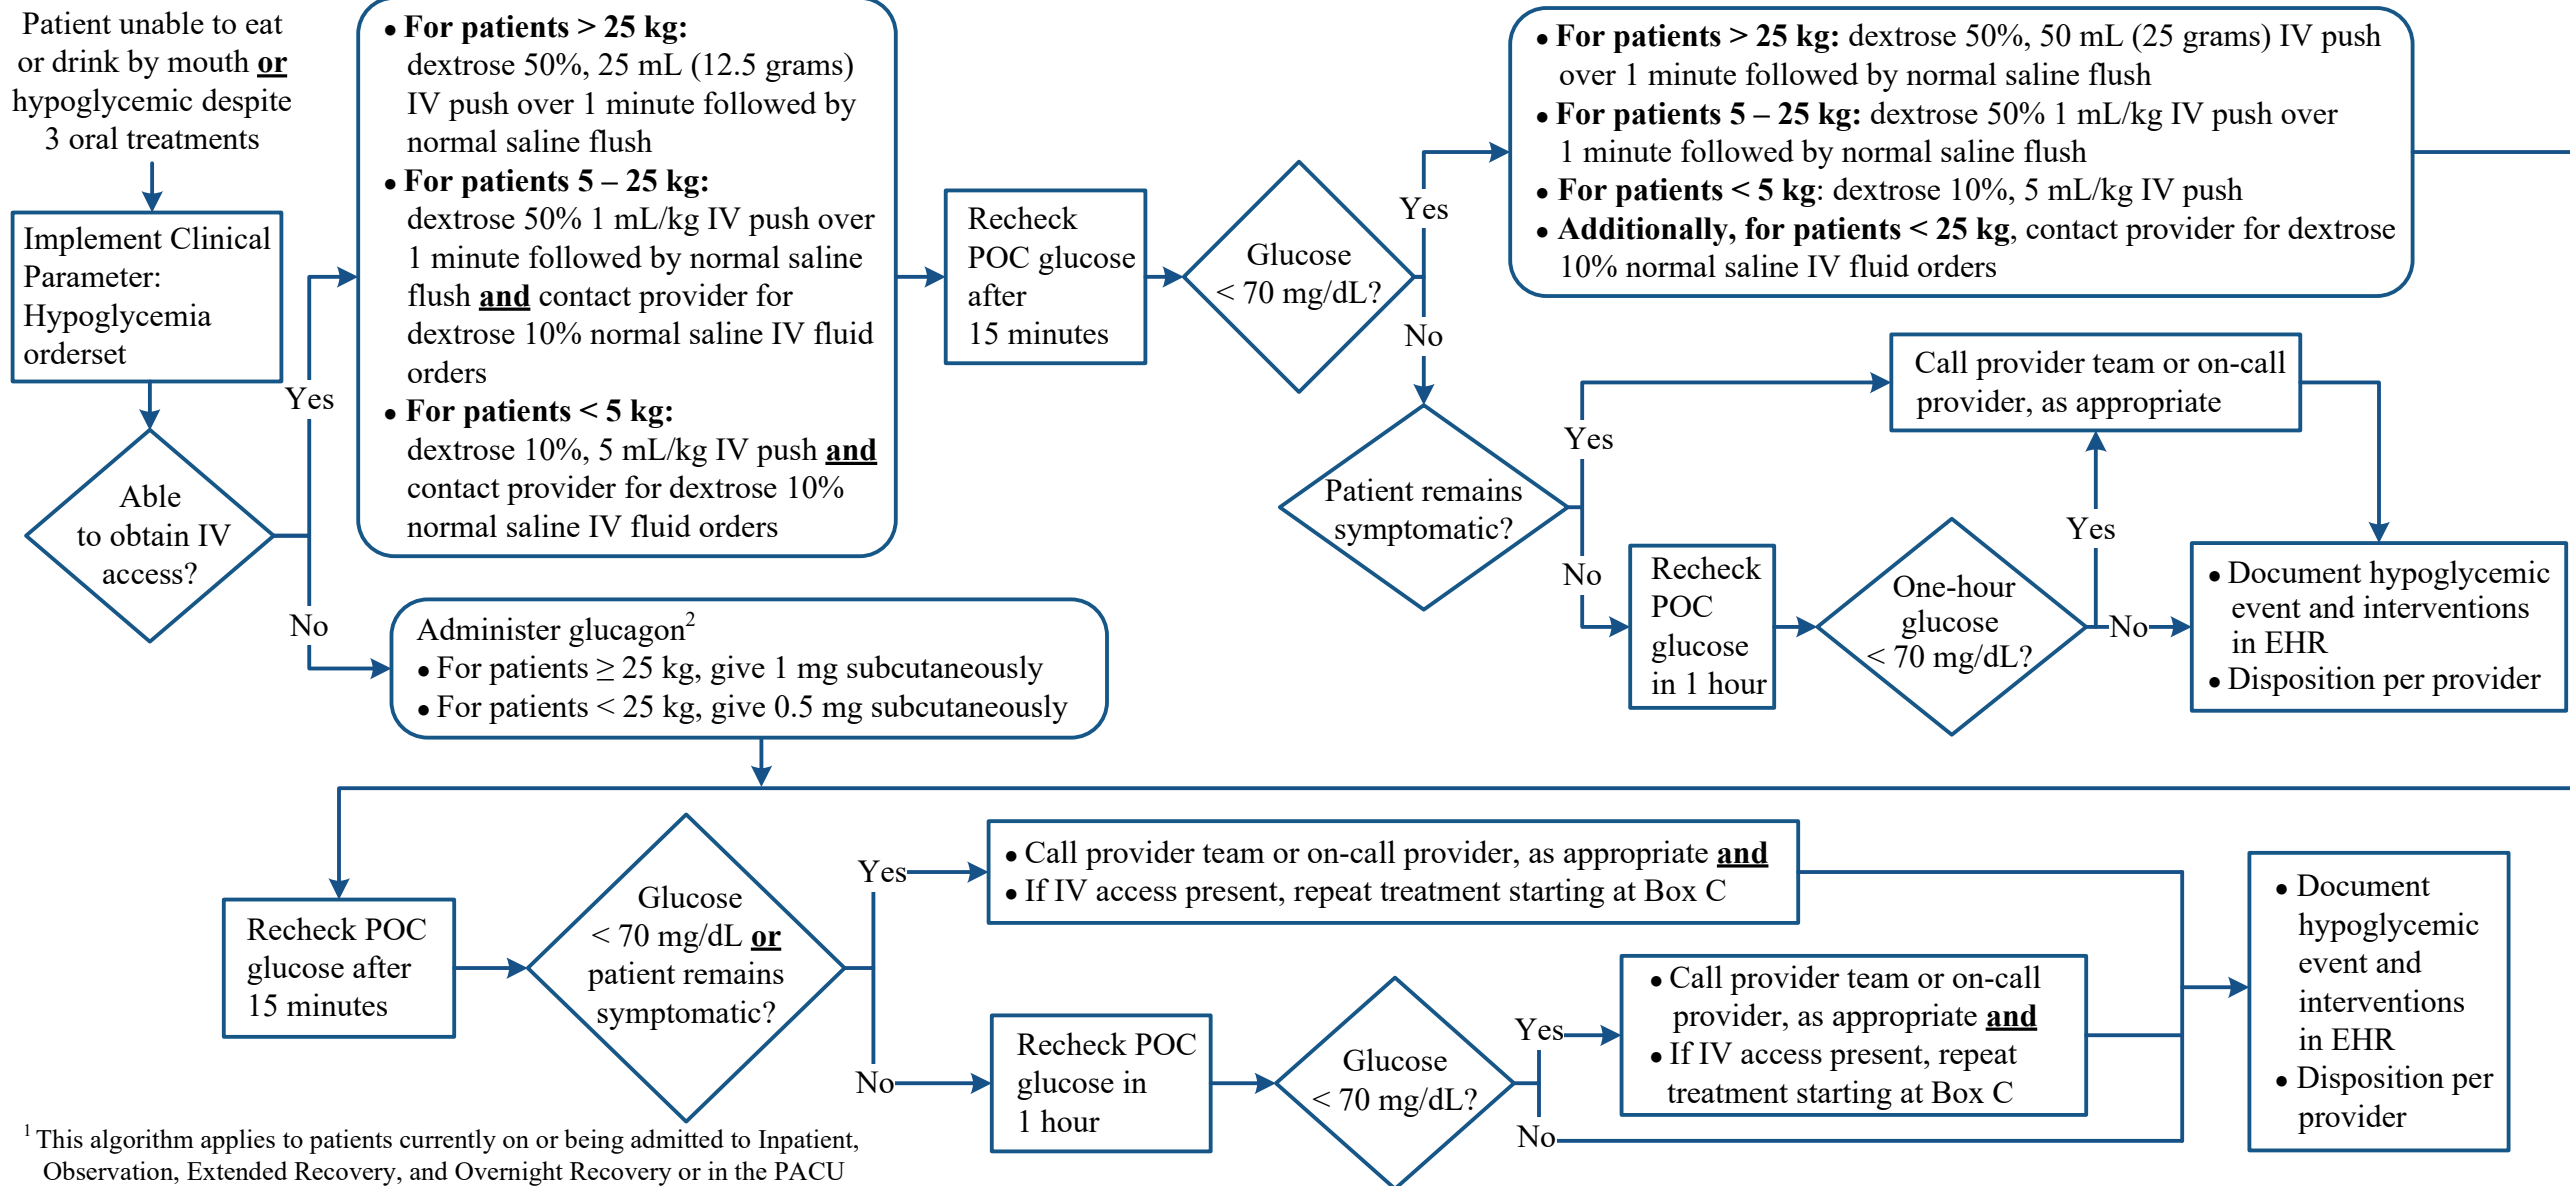 Patient unable to eat
or drink by mouth or
hypoglycemic despite
3 oral treatments
Implement Clinical
Parameter:
Hypoglycemia
orderset
Able
to obtain IV
access?
Yes
No
• For patients > 25 kg:
dextrose 50%, 25 mL (12.5 grams)
IV push over 1 minute followed by
normal saline flush
• For patients 5 – 25 kg:
dextrose 50% 1 mL/kg IV push over
1 minute followed by normal saline
flush and contact provider for
dextrose 10% normal saline IV fluid
orders
• For patients < 5 kg:
dextrose 10%, 5 mL/kg IV push and
contact provider for dextrose 10%
normal saline IV fluid orders
Recheck
POC glucose
after
15 minutes
Glucose
< 70 mg/dL?
Yes
No
• For patients > 25 kg: dextrose 50%, 50 mL (25 grams) IV push
over 1 minute followed by normal saline flush
• For patients 5 – 25 kg: dextrose 50% 1 mL/kg IV push over
1 minute followed by normal saline flush
• For patients < 5 kg: dextrose 10%, 5 mL/kg IV push
• Additionally, for patients < 25 kg, contact provider for dextrose
10% normal saline IV fluid orders
Patient remains
symptomatic?
Yes
No
Call provider team or on-call
provider, as appropriate
Recheck
POC
glucose
in 1 hour
One-hour
glucose
< 70 mg/dL?
Yes
No
• Document hypoglycemic
event and interventions
in EHR
• Disposition per provider
Administer glucagon2
• For patients ≥ 25 kg, give 1 mg subcutaneously
• For patients < 25 kg, give 0.5 mg subcutaneously
Recheck POC
glucose after
15 minutes
Glucose
< 70 mg/dL or
patient remains
symptomatic?
Yes
No
• Call provider team or on-call provider, as appropriate and
• If IV access present, repeat treatment starting at Box C
Recheck POC
glucose in
1 hour
Glucose
< 70 mg/dL?
Yes
No
• Call provider team or on-call
provider, as appropriate and
• If IV access present, repeat
treatment starting at Box C
• Document
hypoglycemic
event and
interventions
in EHR
• Disposition per
provider
1 This algorithm applies to patients currently on or being admitted to Inpatient,
Observation, Extended Recovery, and Overnight Recovery or in the PACU